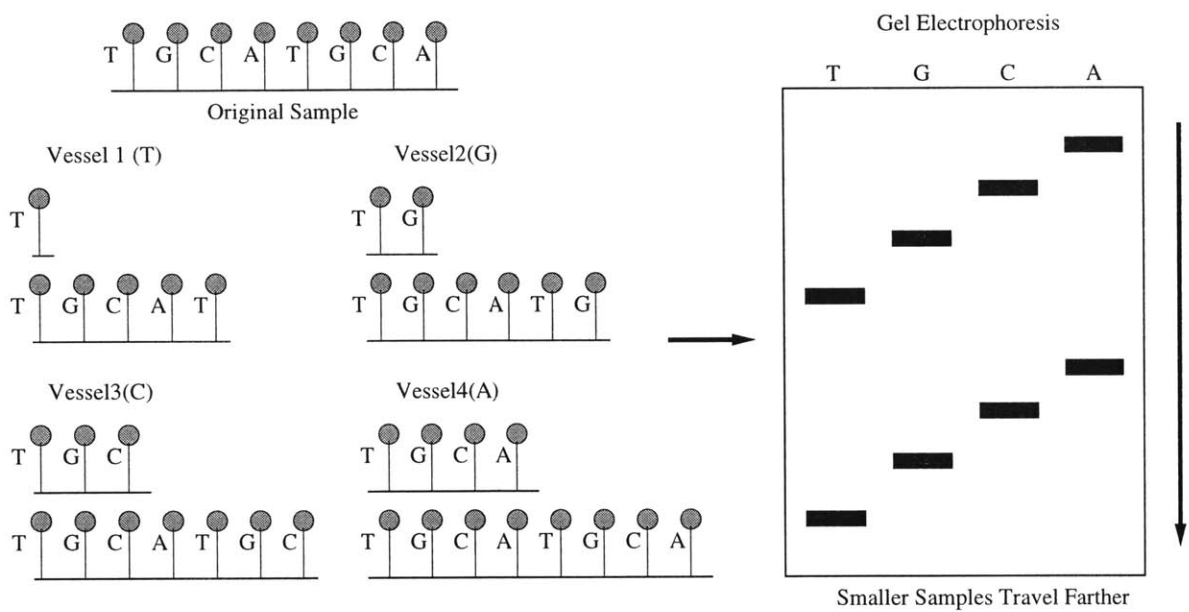 T G C A T G C A
Original Sample
Vessel 1 (T)
T
T G C A T
Vessel2(G)
T G
T G C A T G
Vessel3(C)
T G C
T G C A T G C
Vessel4(A)
T G C A
T G C A T G C A
Gel Electrophoresis
T G C A
Smaller Samples Travel Farther